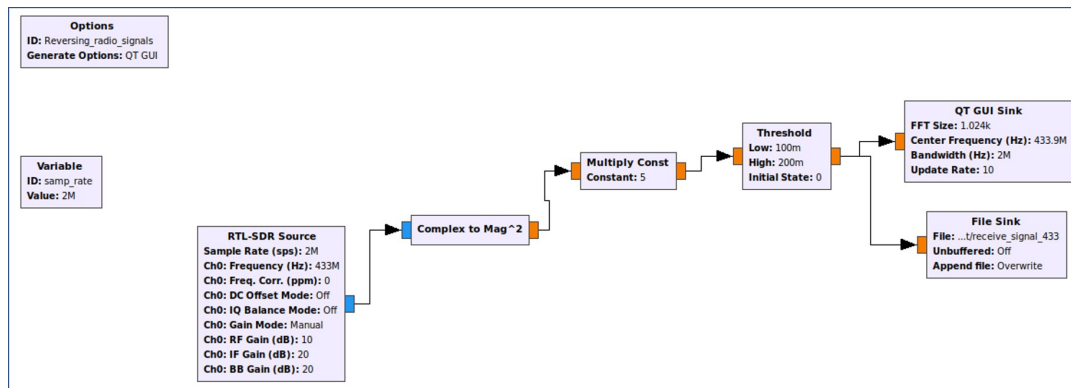 Options
ID: Reversing_radio_signals
Generate Options: QT GUI
Variable
ID: samp_rate
Value: 2M
RTL-SDR Source
Sample Rate (sps): 2M
Ch0: Frequency (Hz): 433M
Ch0: Freq. Corr. (ppm): 0
Ch0: DC Offset Mode: Off
Ch0: IQ Balance Mode: Off
Ch0: Gain Mode: Manual
Ch0: RF Gain (dB): 10
Ch0: IF Gain (dB): 20
Ch0: BB Gain (dB): 20
Complex to Mag^2
Multiply Const
Constant: 5
Threshold
Low: 100m
High: 200m
Initial State: 0
QT GUI Sink
FFT Size: 1.024k
Center Frequency (Hz): 433.9M
Bandwidth (Hz): 2M
Update Rate: 10
File Sink
File: ...t/receive_signal_433
Unbuffered: Off
Append file: Overwrite